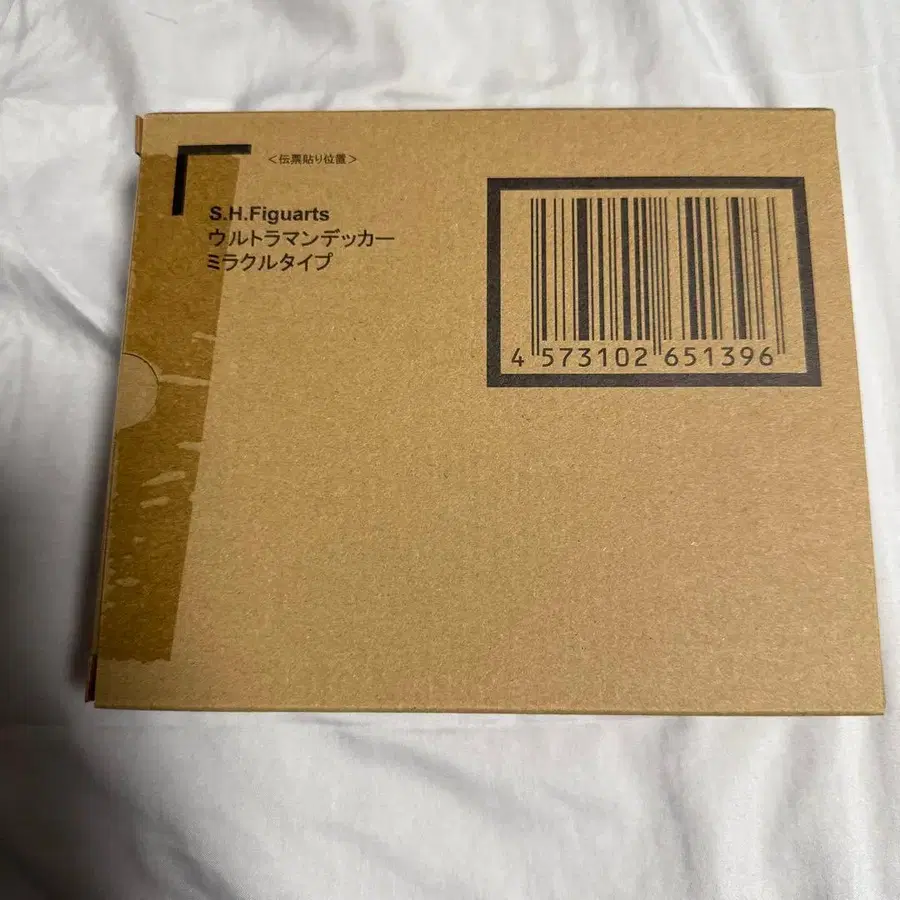 <伝票貼り位置>
S.H.Figuarts
ウルトラマンデッカー
ミラクルタイプ
4 573102 651396